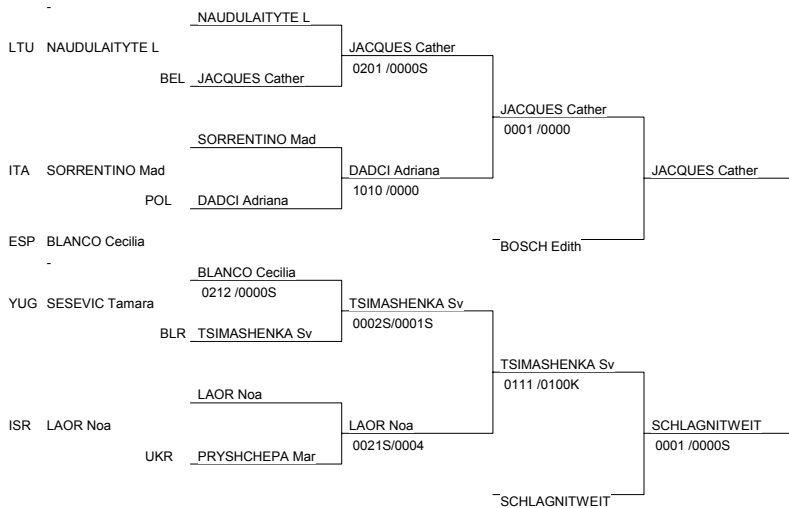 -
NAUDULAITYTE L
LTU NAUDULAITYTE L
JACQUES Cather
0201 /0000S
BEL JACQUES Cather
JACQUES Cather
0001 /0000
SORRENTINO Mad
ITA SORRENTINO Mad
DADCI Adriana
JACQUES Cather
1010 /0000
POL DADCI Adriana
ESP BLANCO Cecilia
BOSCH Edith
-
BLANCO Cecilia
0212 /0000S
YUG SESEVIC Tamara
TSIMASHENKA Sv
0002S/0001S
BLR TSIMASHENKA Sv
TSIMASHENKA Sv
0111 /0100K
LAOR Noa
ISR LAOR Noa
LAOR Noa
SCHLAGNITWEIT
0021S/0004
0001 /0000S
UKR PRYSHCHEPA Mar
SCHLAGNITWEIT